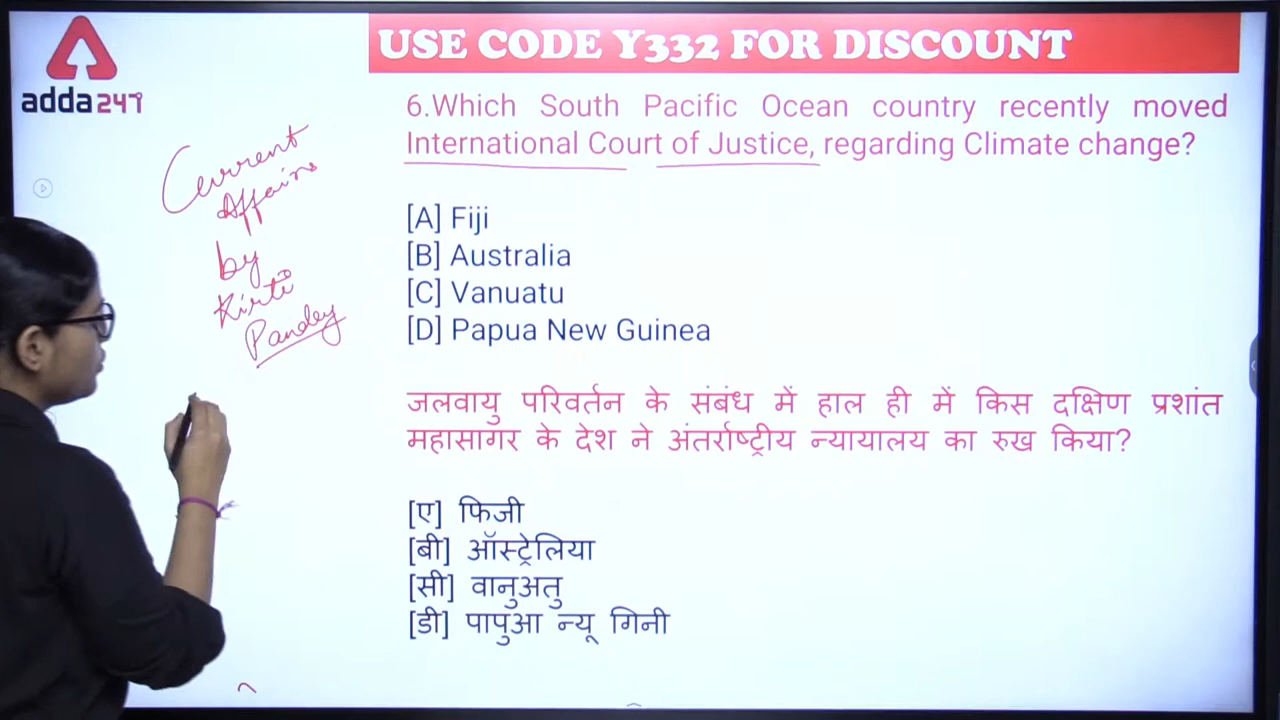 USE CODE Y332 FOR DISCOUNT
adda247
6.Which South Pacific Ocean country recently moved
International Court of Justice, regarding Climate change?
Current
Affairs
by
Kirti
Pandey
[A] Fiji
[B] Australia
[C] Vanuatu
[D] Papua New Guinea
जलवायु परिवर्तन के संबंध में हाल ही में किस दक्षिण प्रशांत
महासागर के देश ने अंतर्राष्ट्रीय न्यायालय का रुख किया?
[ए] फिजी
[बी] ऑस्ट्रेलिया
[सी] वानुअतु
[डी] पापुआ न्यू गिनी